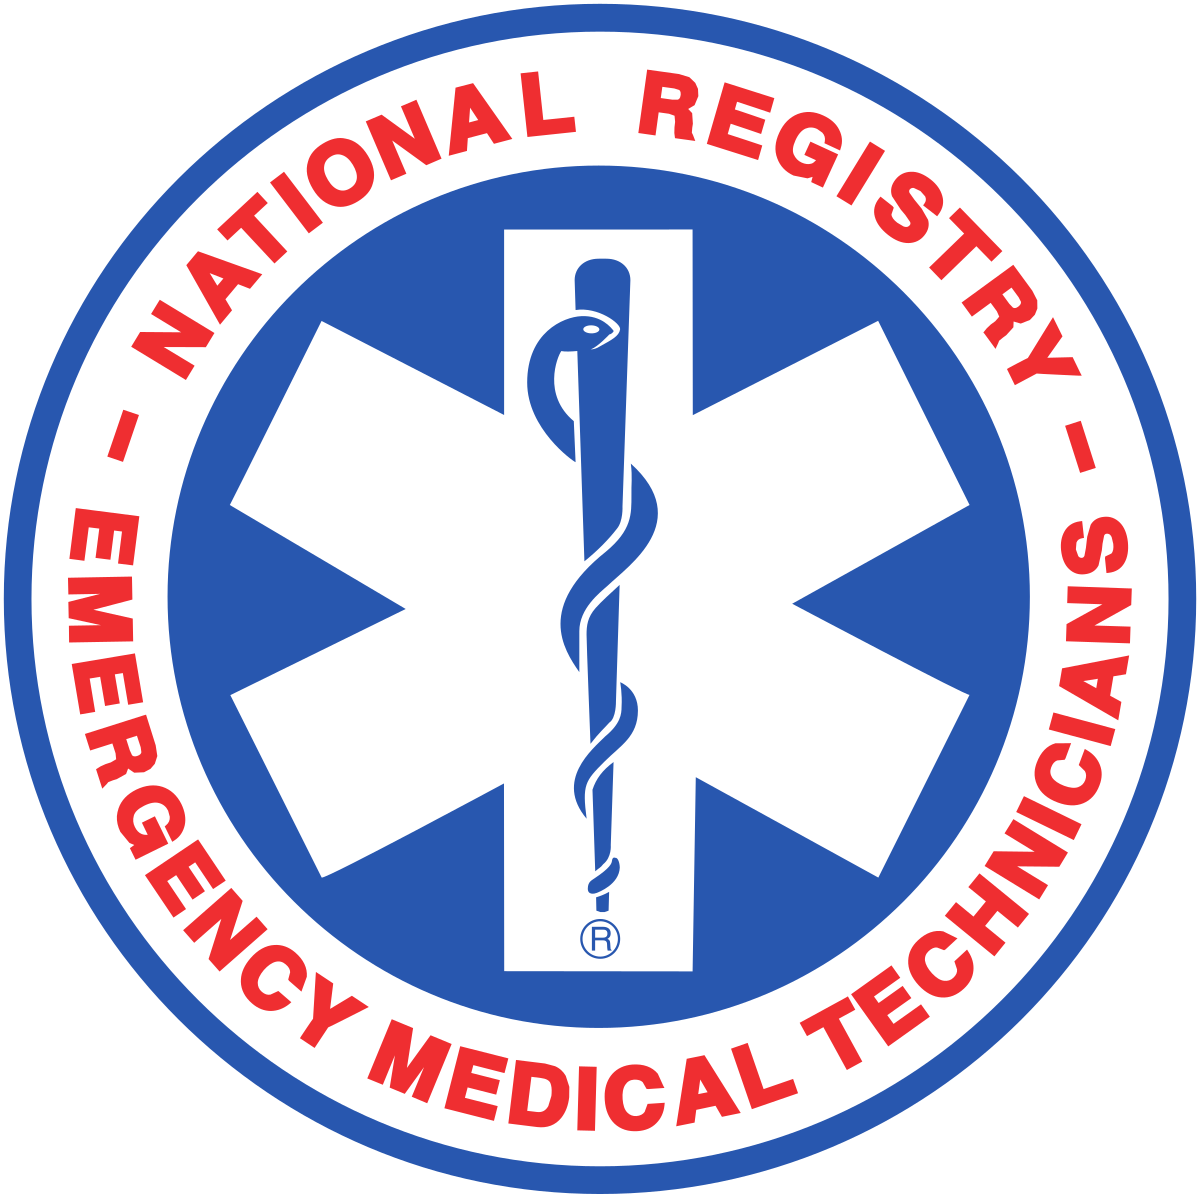 NATIONAL REGISTRY
– EMERGENCY MEDICAL TECHNICIANS –
®